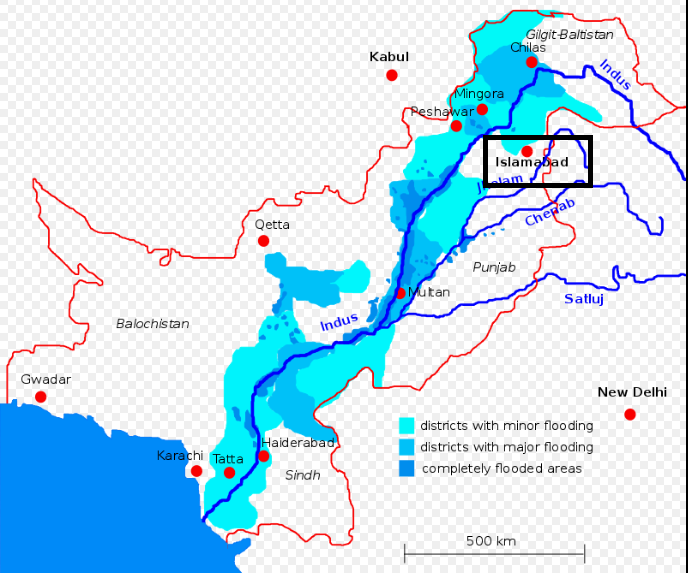 Gilgit-Baltistan
Chilas
Kabul
Indus
Mingora
Peshawar
Islamabad
Jhelam
Chenab
Qetta
Punjab
Multan
Satluj
Indus
Balochistan
Gwadar
New Delhi
districts with minor flooding
districts with major flooding
completely flooded areas
Haiderabad
Karachi
Tatta
Sindh
500 km